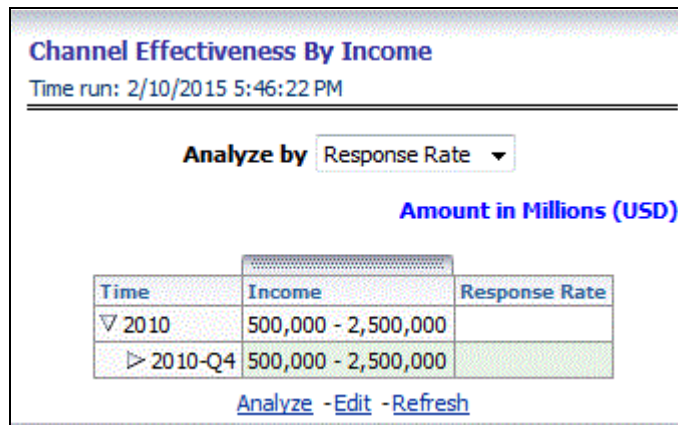 Channel Effectiveness By Income
Time run: 2/10/2015 5:46:22 PM
Analyze by Response Rate
Amount in Millions (USD)
Time Income Response Rate
2010 500,000 - 2,500,000
2010-Q4 500,000 - 2,500,000
Analyze - Edit - Refresh